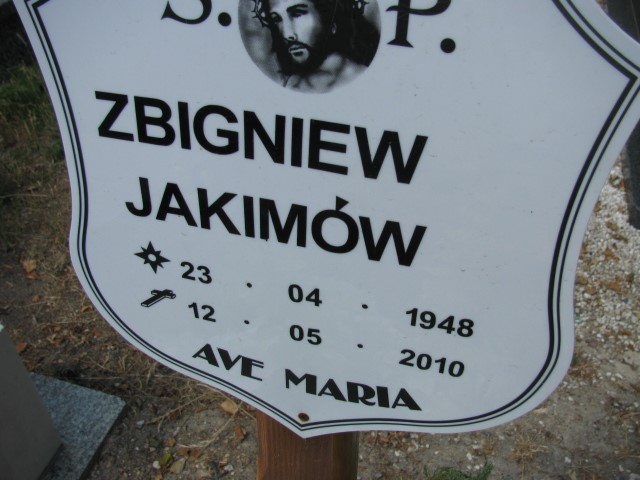 S. P.
ZBIGNIEW
JAKIMÓW
23 . 04 . 1948
12 . 05 . 2010
AVE MARIA